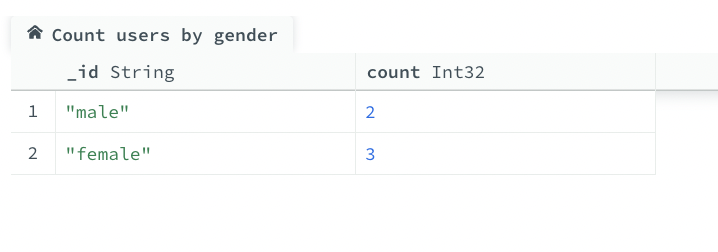 Count users by gender
_id String count Int32
1 "male" 2
2 "female" 3